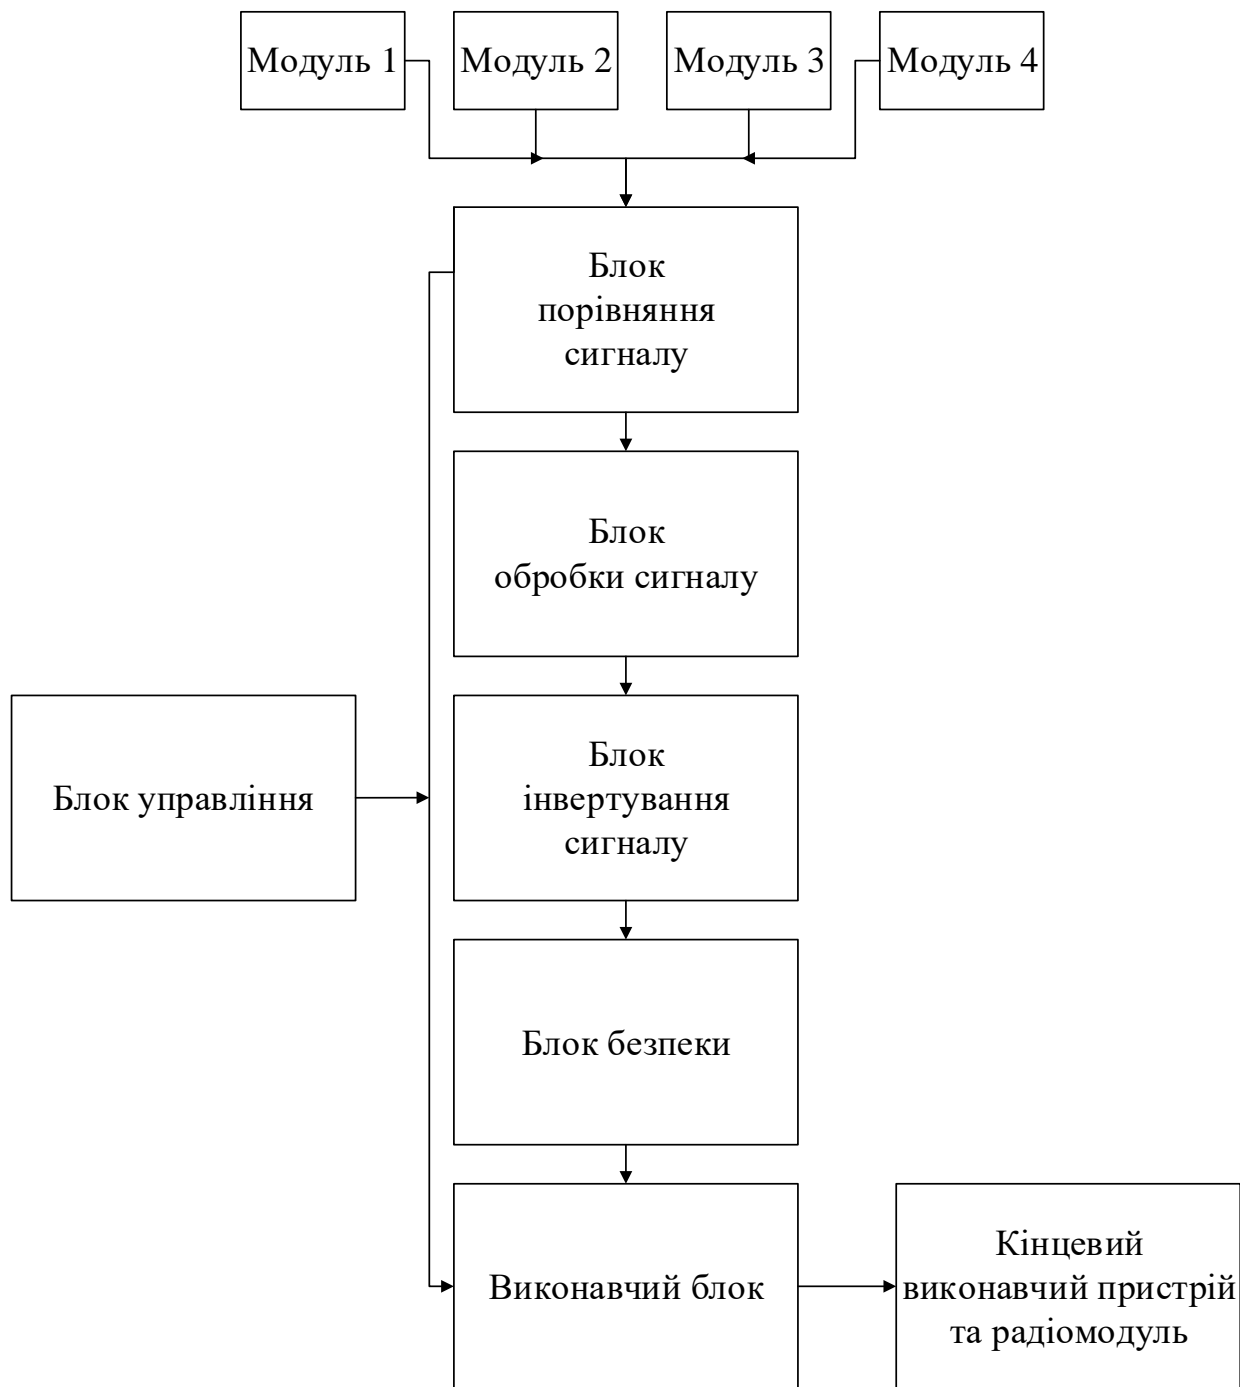 Модуль 1
Модуль 2
Модуль 3
Модуль 4
Блок
порівняння
сигналу
Блок
обробки сигналу
Блок управління
Блок
інвертування
сигналу
Блок безпеки
Виконавчий блок
Кінцевий
виконавчий пристрій
та радіомодуль